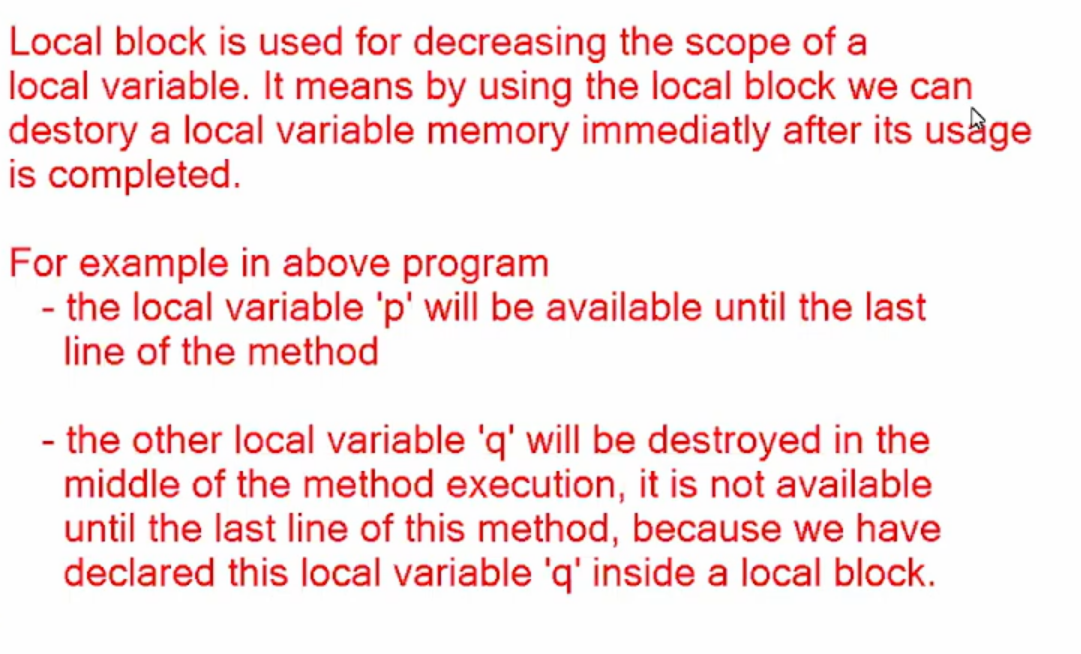 Local block is used for decreasing the scope of a
local variable. It means by using the local block we can
destory a local variable memory immediatly after its usage
is completed.
For example in above program
- the local variable 'p' will be available until the last
line of the method
- the other local variable 'q' will be destroyed in the
middle of the method execution, it is not available
until the last line of this method, because we have
declared this local variable 'q' inside a local block.